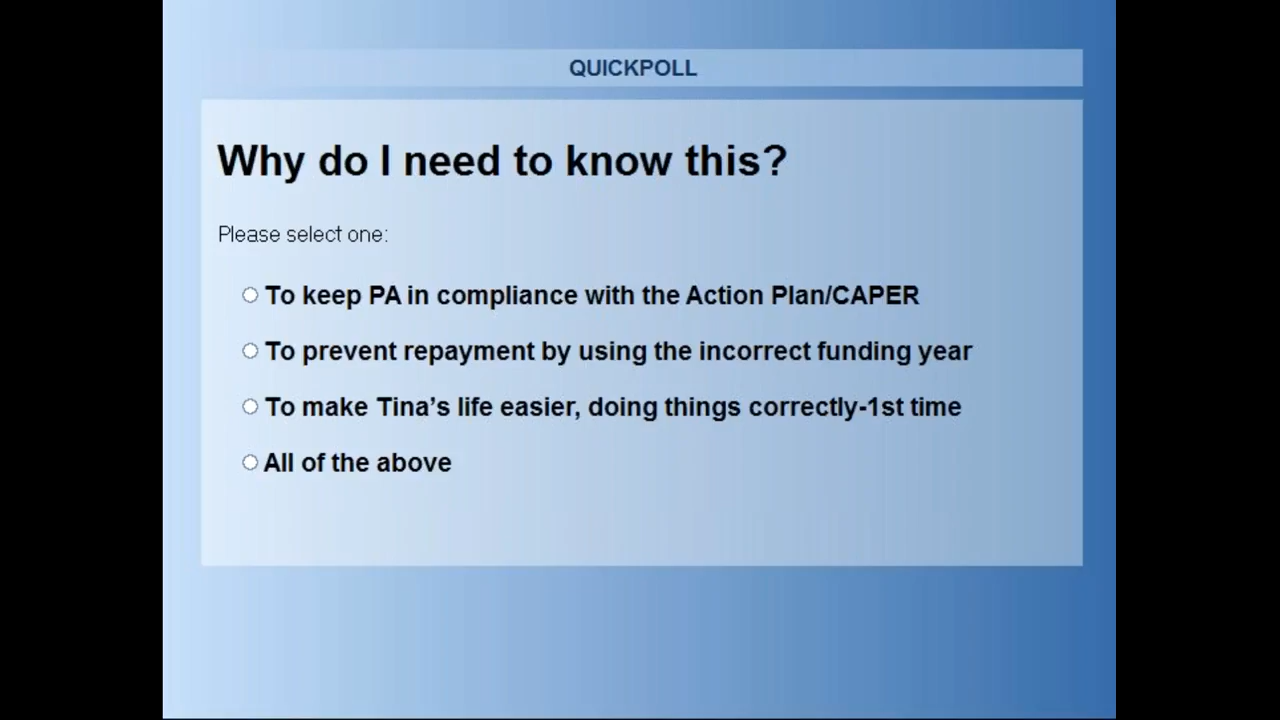 QUICKPOLL
Why do I need to know this?
Please select one:
To keep PA in compliance with the Action Plan/CAPER
To prevent repayment by using the incorrect funding year
To make Tina’s life easier, doing things correctly-1st time
All of the above